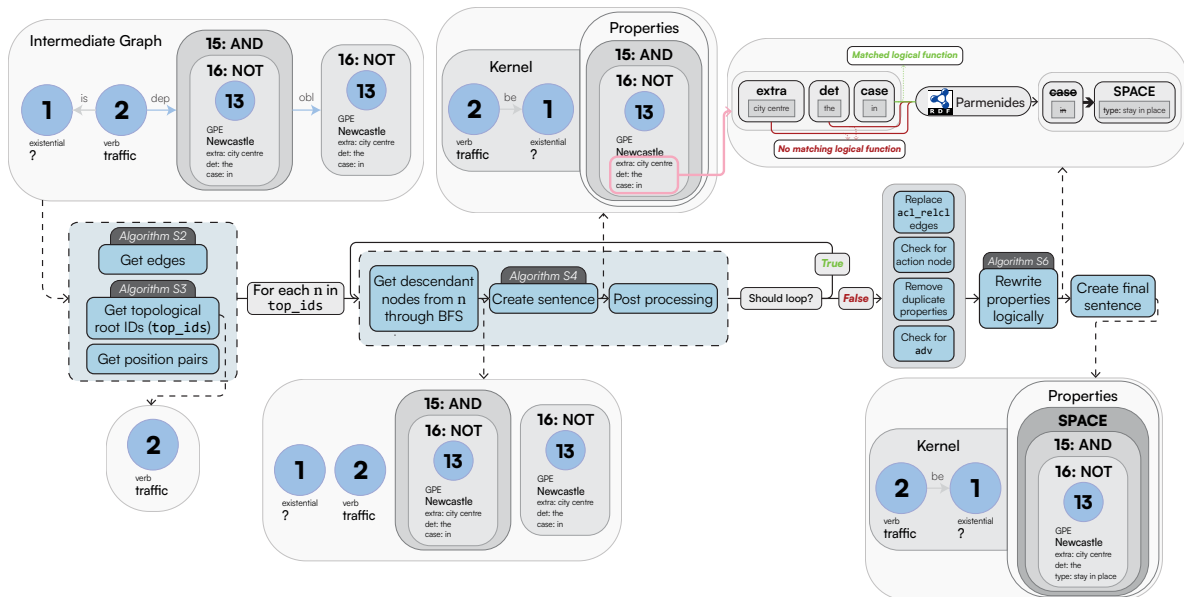 Intermediate Graph
1
is
2
dep
existential
?
verb
traffic
15: AND
16: NOT
13
GPE
Newcastle
extra: city centre
det: the
case: in
obl
16: NOT
13
GPE
Newcastle
extra: city centre
det: the
case: in
Kernel
2
be
1
verb
traffic
existential
?
Properties
15: AND
16: NOT
13
GPE
Newcastle
extra: city centre
det: the
case: in
Matched logical function
extra
city centre
det
the
case
in
No matching logical function
RDF
Parmenides
case
in
SPACE
type: stay in place
Algorithm S2
Get edges
Algorithm S3
Get topological
root IDs (top_ids)
Get position pairs
For each n in
top_ids
Get descendant
nodes from n
through BFS
Algorithm S4
Create sentence
Post processing
Should loop?
True
False
Replace
acl_relcl
edges
Check for
action node
Remove
duplicate
properties
Check for
adv
Algorithm S6
Rewrite
properties
logically
Create final
sentence
2
verb
traffic
1
existential
?
2
verb
traffic
15: AND
16: NOT
13
GPE
Newcastle
extra: city centre
det: the
case: in
16: NOT
13
GPE
Newcastle
extra: city centre
det: the
case: in
Kernel
2
be
1
verb
traffic
existential
?
Properties
SPACE
15: AND
16: NOT
13
GPE
Newcastle
extra: city centre
det: the
type: stay in place